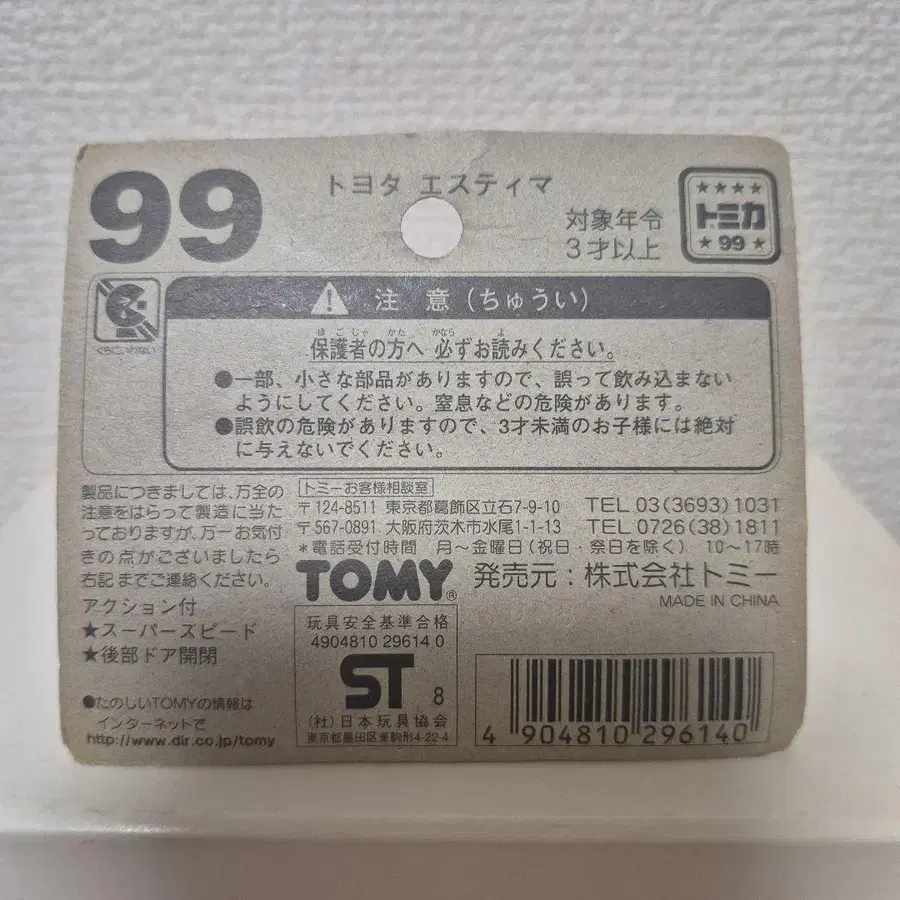 99
トヨタ エスティマ
対象年令
3才以上
★★★★
トミカ
★99★
くちにいれない
注 意 (ちゅうい)
ほごしゃ かた かなら よ
保護者の方へ 必ずお読みください。
●一部、小さな部品がありますので、誤って飲み込まない
ようにしてください。窒息などの危険があります。
●誤飲の危険がありますので、3才未満のお子様には絶対
に与えないでください。
製品につきましては、万全の
注意をはらって製造に当た
っておりますが、万一お気付
きの点がございましたら
右記までご連絡ください。
アクション付
★スーパースピード
★後部ドア開閉
●たのしいTOMYの情報は
インターネットで
http://www.dir.co.jp/tomy
トミーお客様相談室
〒124-8511 東京都葛飾区立石7-9-10 TEL 03(3693)1031
〒567-0891 大阪府茨木市水尾1-1-13 TEL 0726(38)1811
*電話受付時間 月~金曜日(祝日・祭日を除く) 10~17時
TOMY® 発売元:株式会社トミー
MADE IN CHINA
玩具安全基準合格
4904810 29614 0
ST 8
(社)日本玩具協会
東京都墨田区東駒形4-22-4
4 904810 296140